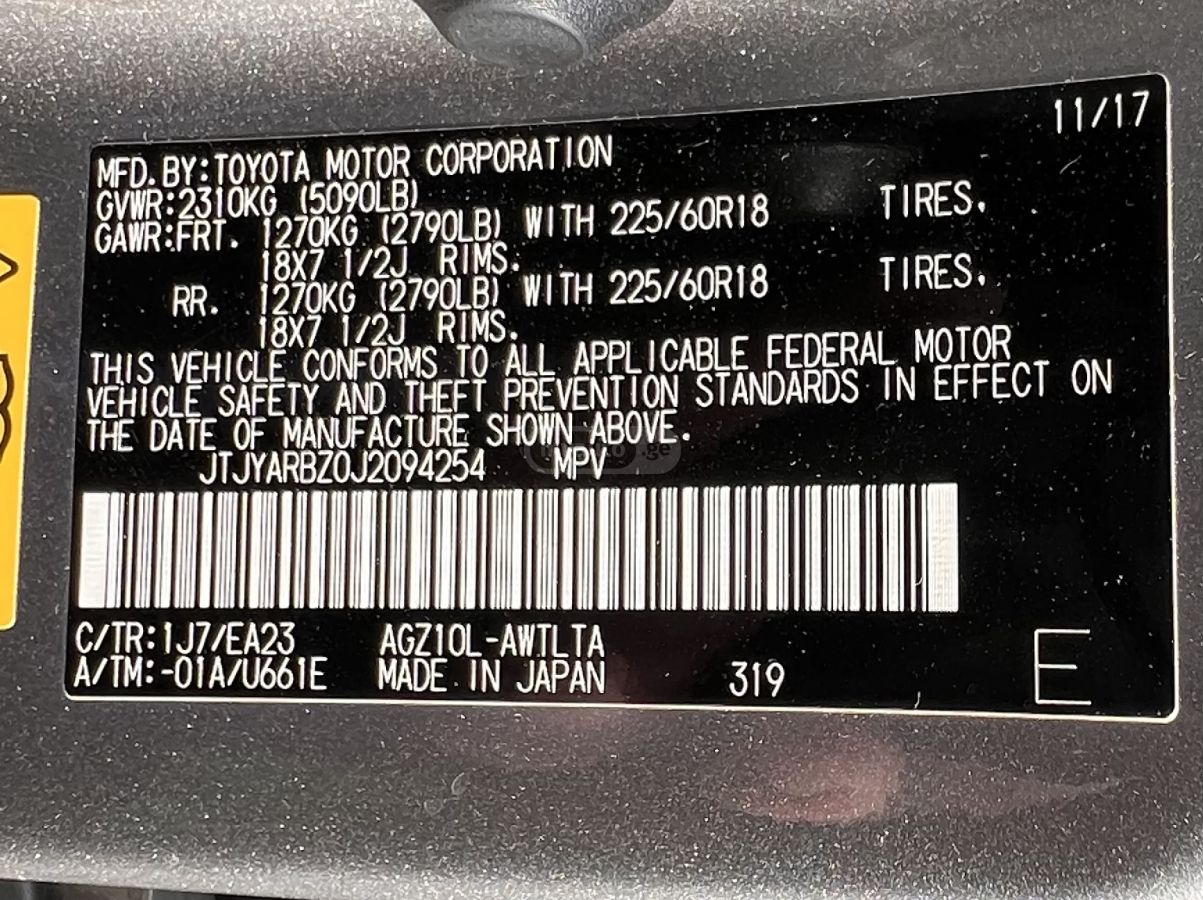 11/17
MFD. BY:TOYOTA MOTOR CORPORATION
GVWR:2310KG (5090LB)
GAWR:FRT. 1270KG (2790LB) WITH 225/60R18 TIRES.
18X7 1/2J RIMS.
RR. 1270KG (2790LB) WITH 225/60R18 TIRES.
18X7 1/2J RIMS.
THIS VEHICLE CONFORMS TO ALL APPLICABLE FEDERAL MOTOR
VEHICLE SAFETY AND THEFT PREVENTION STANDARDS IN EFFECT ON
THE DATE OF MANUFACTURE SHOWN ABOVE.
JTJYARBZ0J2094254 MPV
C/TR:1J7/EA23 AGZ10L-AWTLTA
A/TM:-01A/U661E MADE IN JAPAN 319 E